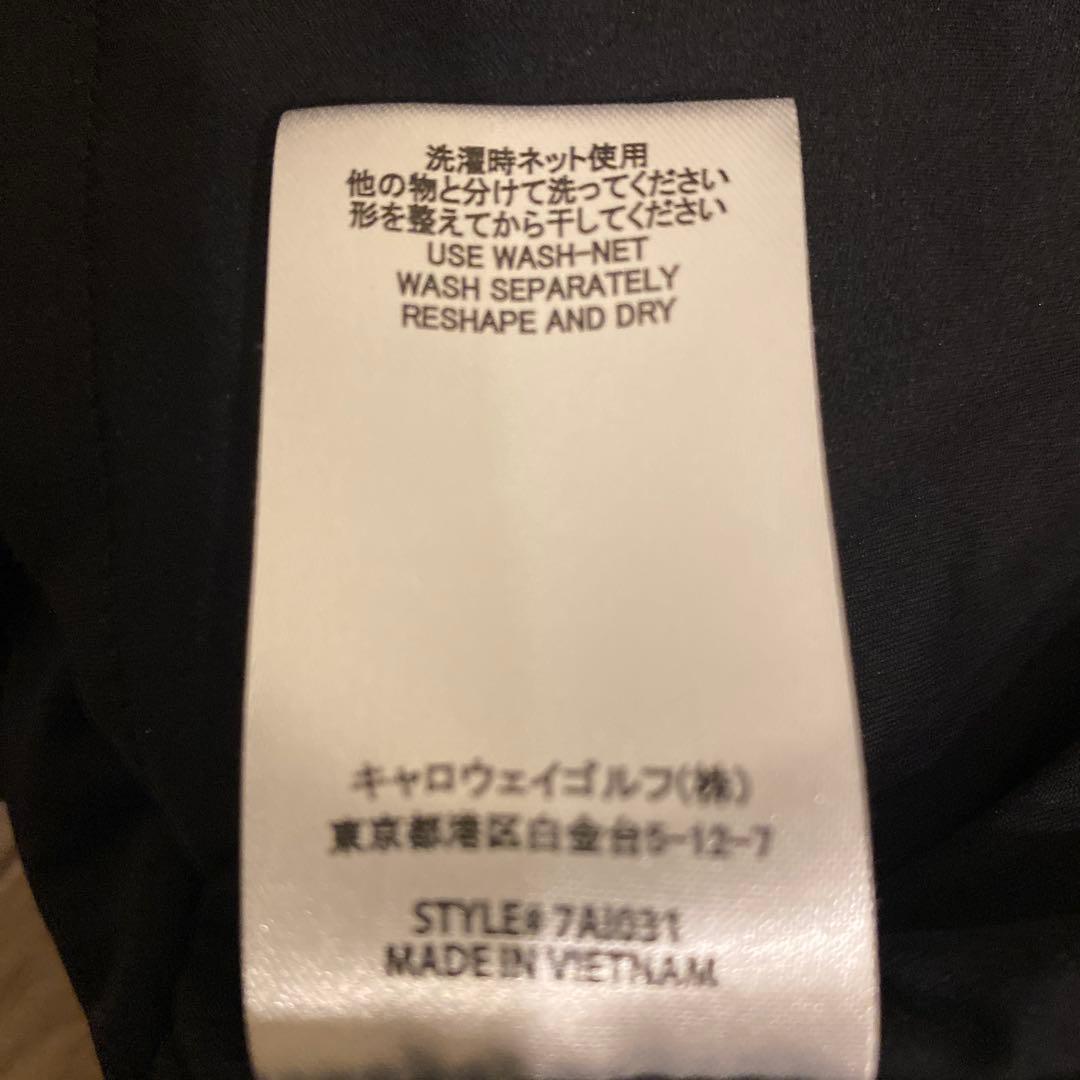 洗濯時ネット使用
他の物と分けて洗ってください
形を整えてから干してください
USE WASH-NET
WASH SEPARATELY
RESHAPE AND DRY
キャロウェイゴルフ(株)
東京都港区白金台5-12-7
STYLE# 7AJ031
MADE IN VIETNAM